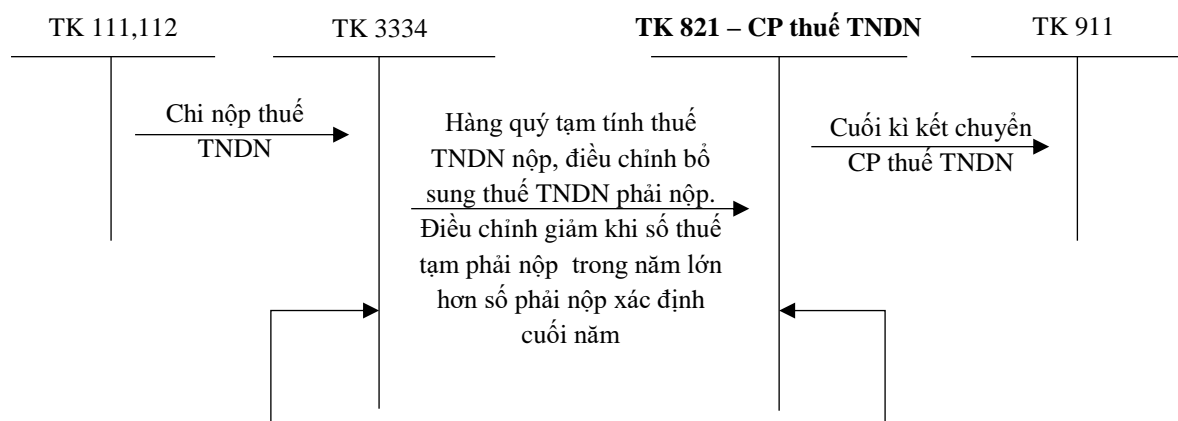 TK 111,112
TK 3334
TK 821 – CP thuế TNDN
TK 911
Chi nộp thuế
TNDN
Hàng quý tạm tính thuế
TNDN nộp, điều chỉnh bổ
sung thuế TNDN phải nộp.
Điều chỉnh giảm khi số thuế
tạm phải nộp trong năm lớn
hơn số phải nộp xác định
cuối năm
Cuối kì kết chuyển
CP thuế TNDN